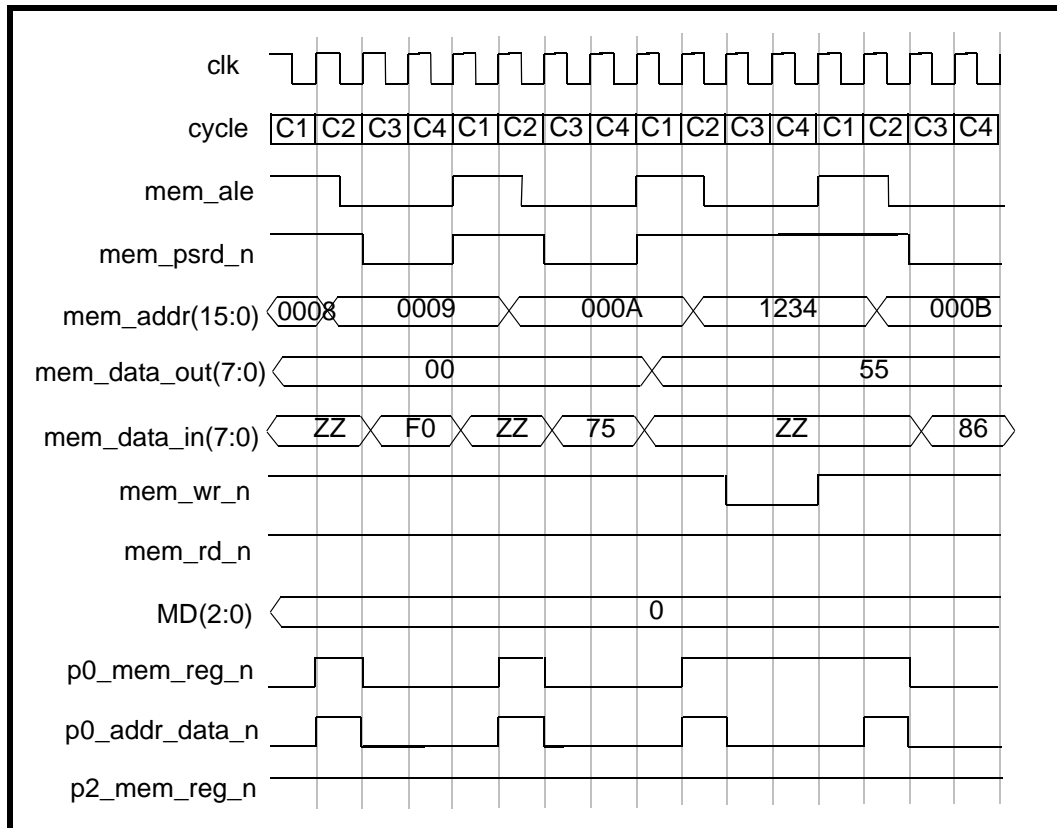 clk
cycle C1 C2 C3 C4 C1 C2 C3 C4 C1 C2 C3 C4 C1 C2 C3 C4
mem_ale
mem_psrd_n
mem_addr(15:0) 0008 0009 000A 1234 000B
mem_data_out(7:0) 00 55
mem_data_in(7:0) ZZ F0 ZZ 75 ZZ 86
mem_wr_n
mem_rd_n
MD(2:0) 0
p0_mem_reg_n
p0_addr_data_n
p2_mem_reg_n